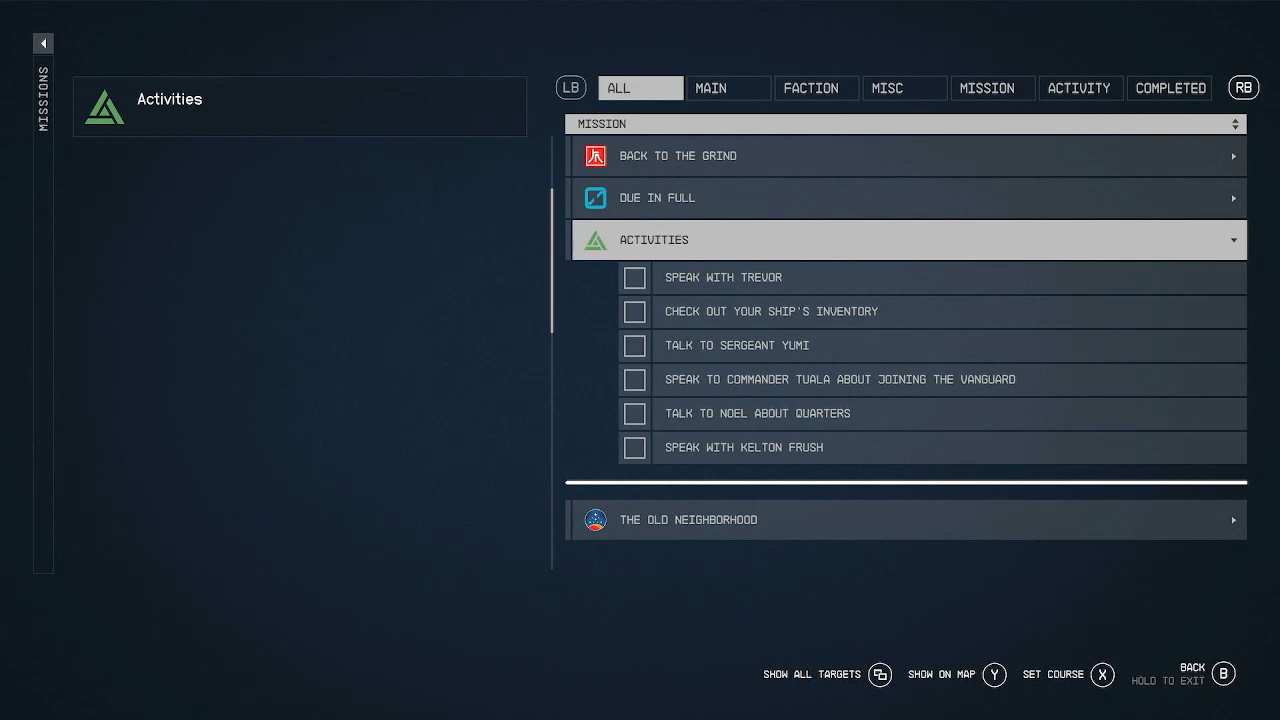 MISSIONS
Activities
LB
ALL
MAIN
FACTION
MISC
MISSION
ACTIVITY
COMPLETED
RB
MISSION
BACK TO THE GRIND
DUE IN FULL
ACTIVITIES
SPEAK WITH TREVOR
CHECK OUT YOUR SHIP'S INVENTORY
TALK TO SERGEANT YUMI
SPEAK TO COMMANDER TUALA ABOUT JOINING THE VANGUARD
TALK TO NOEL ABOUT QUARTERS
SPEAK WITH KELTON FRUSH
THE OLD NEIGHBORHOOD
SHOW ALL TARGETS
SHOW ON MAP Y
SET COURSE X
BACK B
HOLD TO EXIT